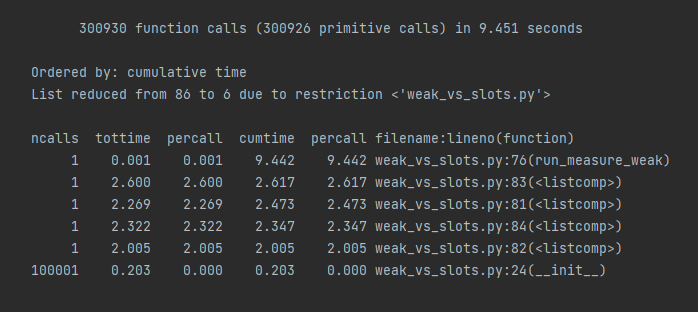 300930 function calls (300926 primitive calls) in 9.451 seconds
Ordered by: cumulative time
List reduced from 86 to 6 due to restriction <'weak_vs_slots.py'>
ncalls tottime percall cumtime percall filename:lineno(function)
1 0.001 0.001 9.442 9.442 weak_vs_slots.py:76(run_measure_weak)
1 2.600 2.600 2.617 2.617 weak_vs_slots.py:83(<listcomp>)
1 2.269 2.269 2.473 2.473 weak_vs_slots.py:81(<listcomp>)
1 2.322 2.322 2.347 2.347 weak_vs_slots.py:84(<listcomp>)
1 2.005 2.005 2.005 2.005 weak_vs_slots.py:82(<listcomp>)
100001 0.203 0.000 0.203 0.000 weak_vs_slots.py:24(__init__)